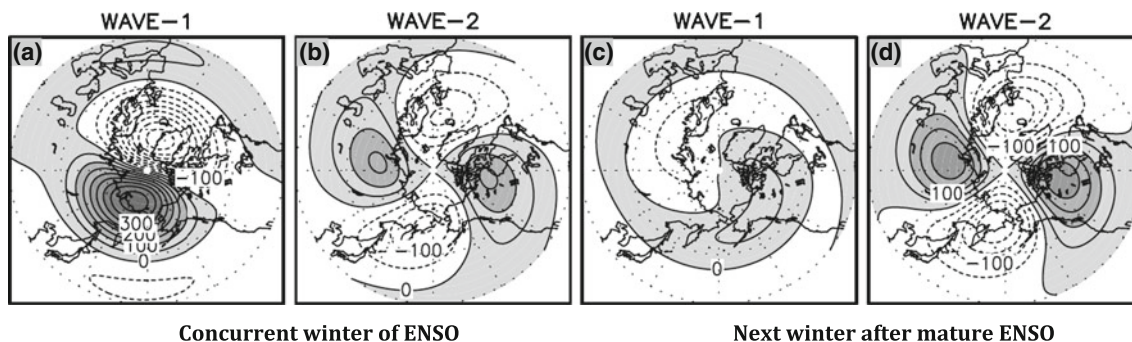 WAVE-1 WAVE-2 WAVE-1 WAVE-2
(a) (b) (c) (d)
-100 -100 100
300 100
200
100 -100 -100
0 0 0
Concurrent winter of ENSO Next winter after mature ENSO